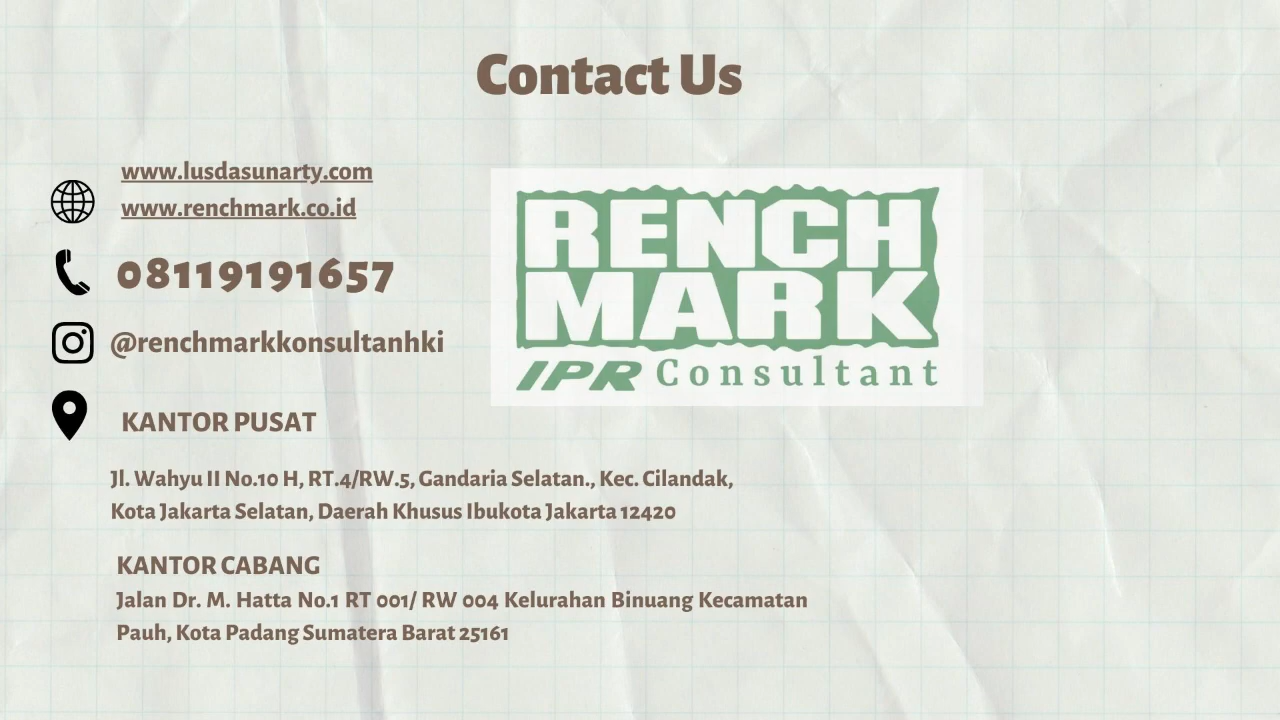 Contact Us
www.lusdasunarty.com
www.renchmark.co.id
08119191657
@renchmarkkonsultanhki
RENCH
MARK
IPR Consultant
KANTOR PUSAT
Jl. Wahyu II No.10 H, RT.4/RW.5, Gandaria Selatan., Kec. Cilandak,
Kota Jakarta Selatan, Daerah Khusus Ibukota Jakarta 12420
KANTOR CABANG
Jalan Dr. M. Hatta No.1 RT 001/ RW 004 Kelurahan Binuang Kecamatan
Pauh, Kota Padang Sumatera Barat 25161